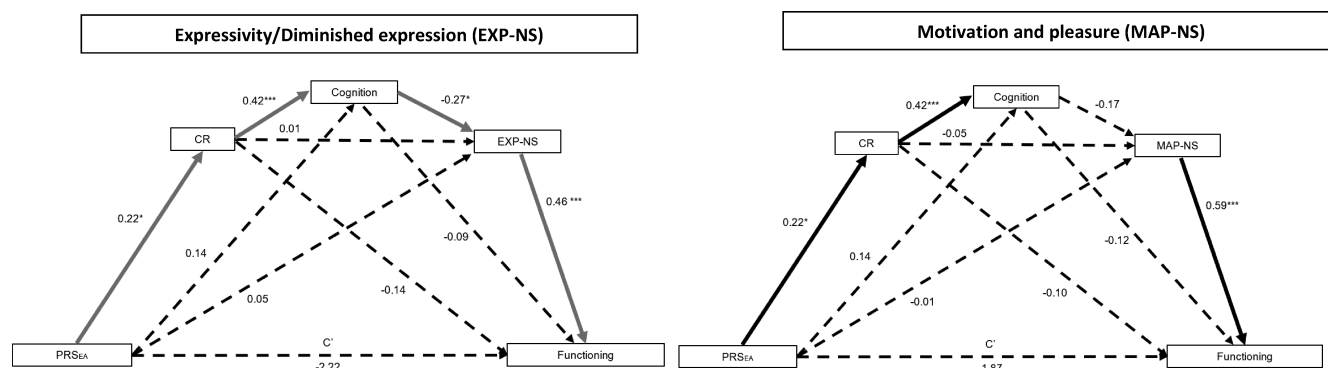 Expressivity/Diminished expression (EXP-NS)
Cognition
0.42***
-0.27*
0.01
CR
EXP-NS
0.22*
0.46 ***
-0.09
0.14
-0.14
0.05
C'
PRSEA
Functioning
-2.22
Motivation and pleasure (MAP-NS)
Cognition
0.42***
-0.17
-0.05
CR
MAP-NS
0.22*
0.59***
-0.12
0.14
-0.10
-0.01
C'
PRSEA
Functioning
1.87